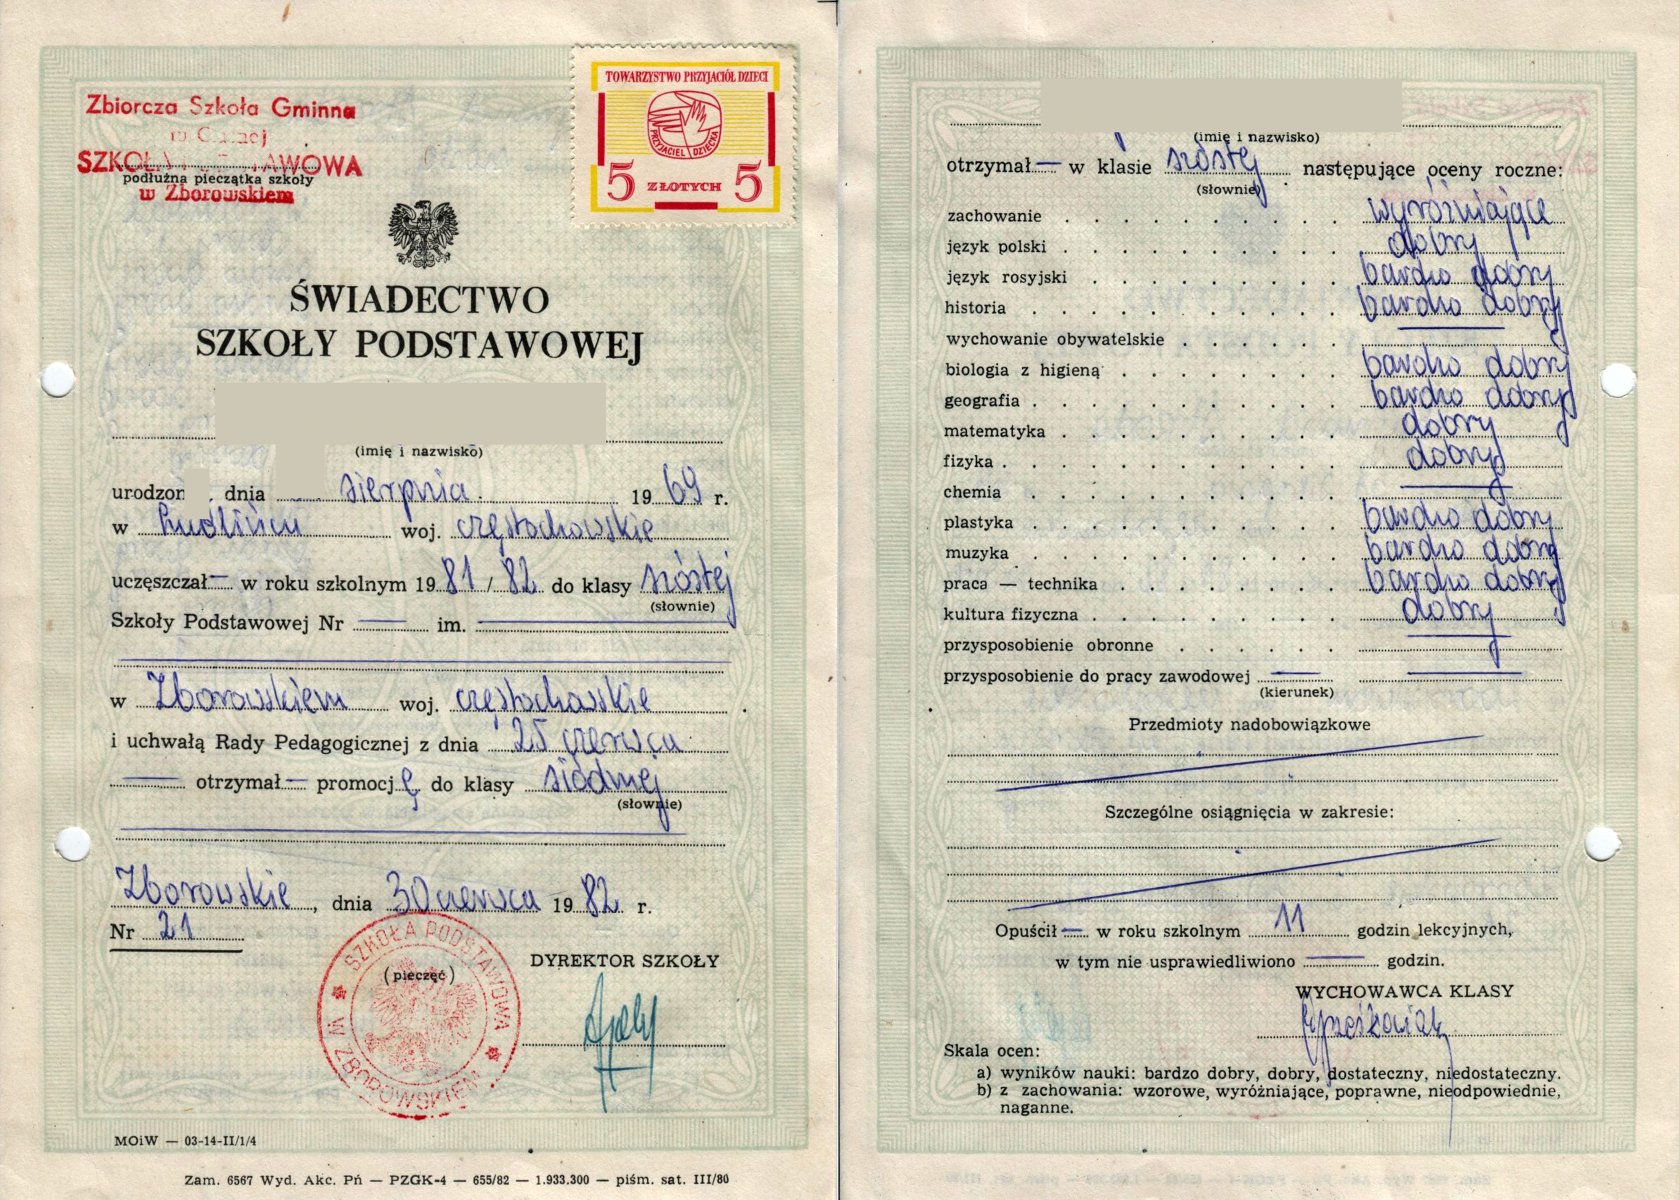 Zbiorcza Szkoła Gminna
w
SZKOŁA PODSTAWOWA
podłużna pieczątka szkoły
w Zborowskiem
TOWARZYSTWO PRZYJACIÓŁ DZIECI
PRZYJACIEL DZIECKA
5 ZŁOTYCH 5
ŚWIADECTWO
SZKOŁY PODSTAWOWEJ
(imię i nazwisko)
urodzon dnia sierpnia 1969 r.
w woj. częstochowskie
uczęszczał — w roku szkolnym 1981/82 do klasy szóstej
(słownie)
Szkoły Podstawowej Nr — im. —
w Zborowskiem woj. częstochowskie
i uchwałą Rady Pedagogicznej z dnia 25 czerwca
— otrzymał — promocję do klasy siódmej
(słownie)
Zborowskie, dnia 30 czerwca 1982 r.
Nr 21
(pieczęć)
SZKOŁA PODSTAWOWA
W ZBOROWSKIEM
DYREKTOR SZKOŁY
MOiW — 03-14-II/1/4
Zam. 6567 Wyd. Akc. Pń — PZGK-4 — 655/82 — 1.933.300 — piśm. sat. III/80
(imię i nazwisko)
otrzymał — w klasie szóstej następujące oceny roczne:
(słownie)
zachowanie wyróżniające
język polski dobry
język rosyjski bardzo dobry
historia bardzo dobry
wychowanie obywatelskie —
biologia z higieną bardzo dobry
geografia bardzo dobry
matematyka dobry
fizyka dobry
chemia —
plastyka bardzo dobry
muzyka bardzo dobry
praca — technika bardzo dobry
kultura fizyczna dobry
przysposobienie obronne —
przysposobienie do pracy zawodowej — —
(kierunek)
Przedmioty nadobowiązkowe
Szczególne osiągnięcia w zakresie:
Opuścił — w roku szkolnym 11 godzin lekcyjnych,
w tym nie usprawiedliwiono — godzin.
WYCHOWAWCA KLASY
Skala ocen:
a) wyników nauki: bardzo dobry, dobry, dostateczny, niedostateczny.
b) z zachowania: wzorowe, wyróżniające, poprawne, nieodpowiednie,
naganne.